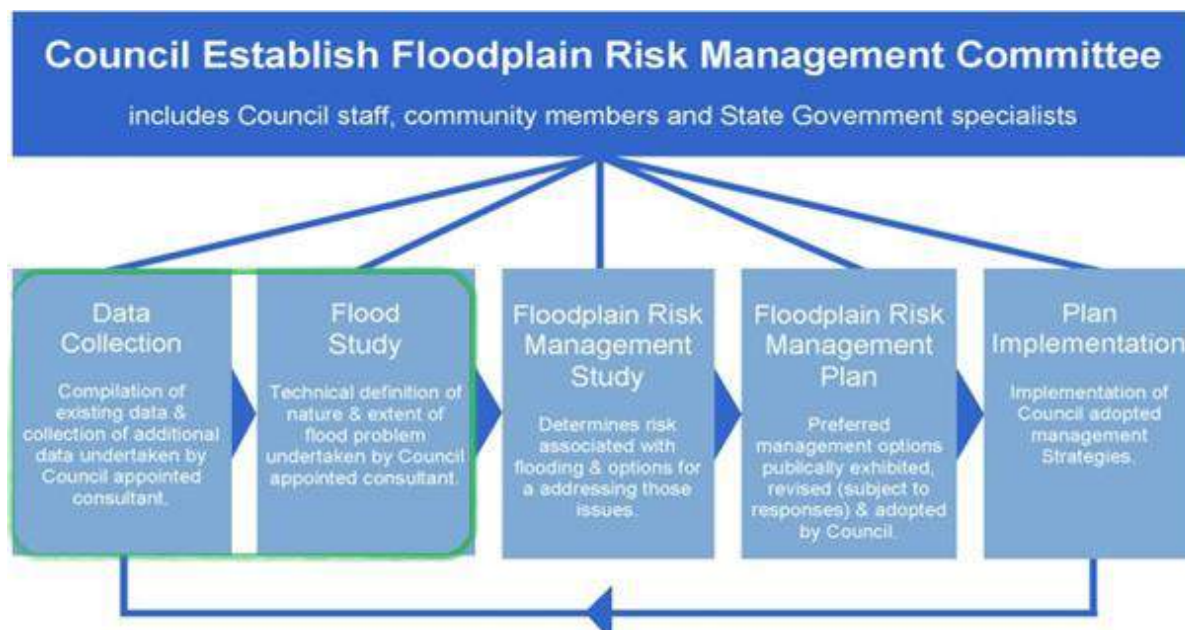 Council Establish Floodplain Risk Management Committee
includes Council staff, community members and State Government specialists
Data
Collection
Compilation of
existing data &
collection of additional
data undertaken by
Council appointed
consultant.
Flood
Study
Technical definition of
nature & extent of
flood problem
undertaken by Council
appointed consultant.
Floodplain Risk
Management
Study
Determines risk
associated with
flooding & options for
a addressing those
issues.
Floodplain Risk
Management
Plan
Preferred
management options
publically exhibited,
revised (subject to
responses) & adopted
by Council.
Plan
Implementation
Implementation of
Council adopted
management
Strategies.